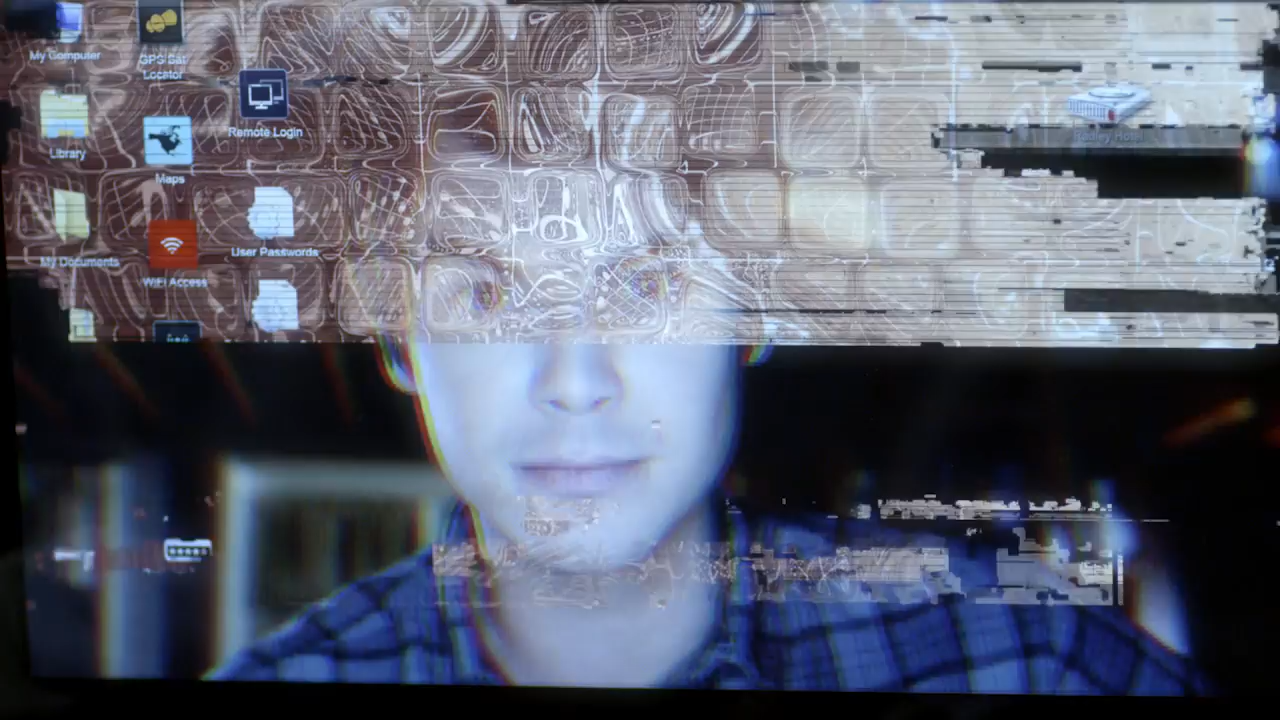 My Computer
GPS Sat
Locator
Remote Login
Library
Maps
My Documents
User Passwords
WiFi Access